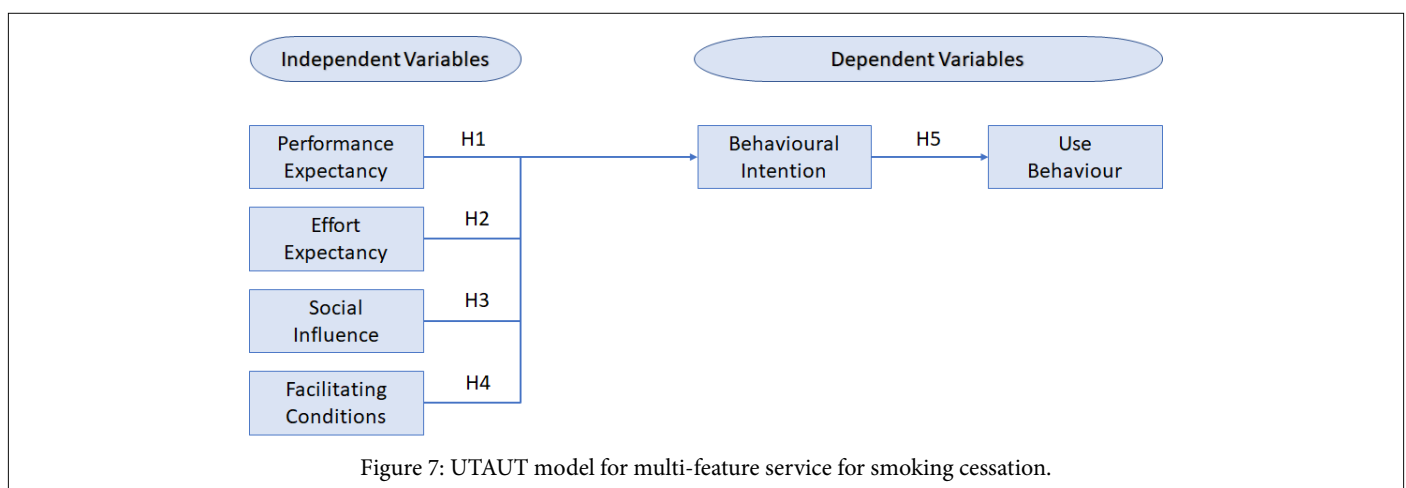 Independent Variables
Dependent Variables
Performance
Expectancy
H1
Behavioural
Intention
H5
Use
Behaviour
Effort
Expectancy
H2
Social
Influence
H3
Facilitating
Conditions
H4
Figure 7: UTAUT model for multi-feature service for smoking cessation.